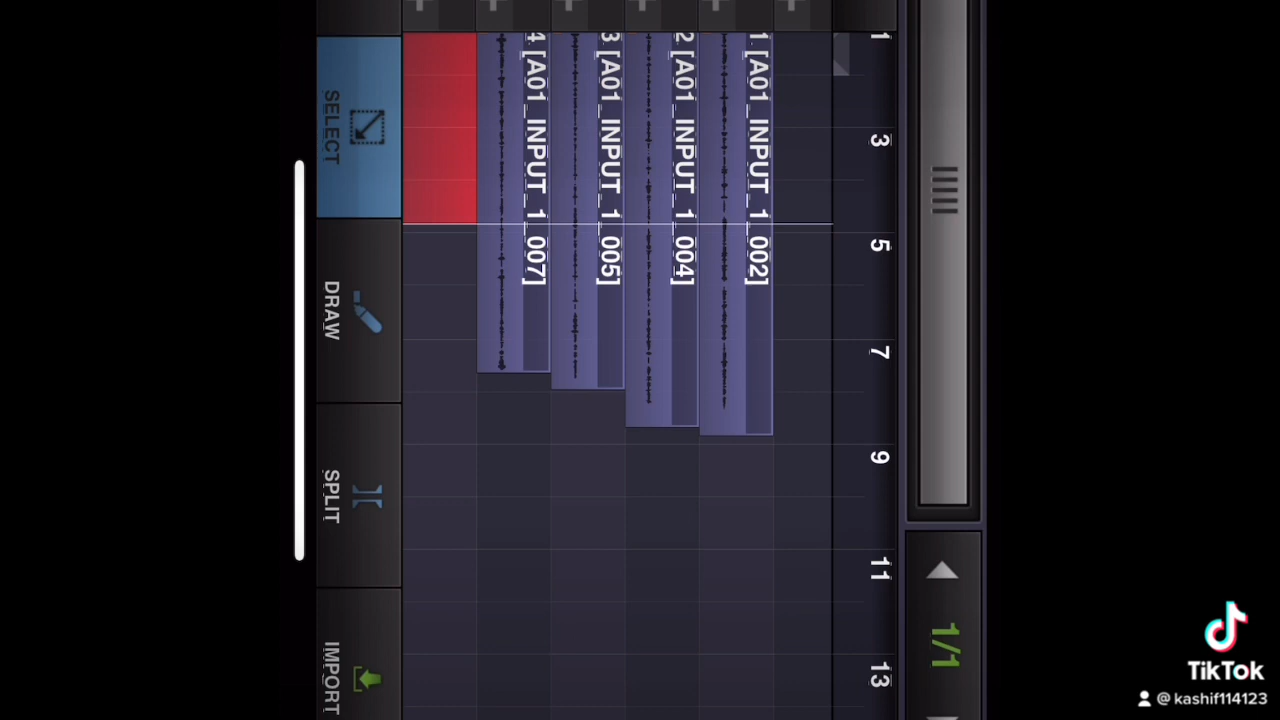 1
3
5
7
9
11
13
1/1
1 [A01_INPUT_1_002]
2 [A01_INPUT_1_004]
3 [A01_INPUT_1_005]
4 [A01_INPUT_1_007]
SELECT
DRAW
SPLIT
IMPORT
TikTok
@kashif114123